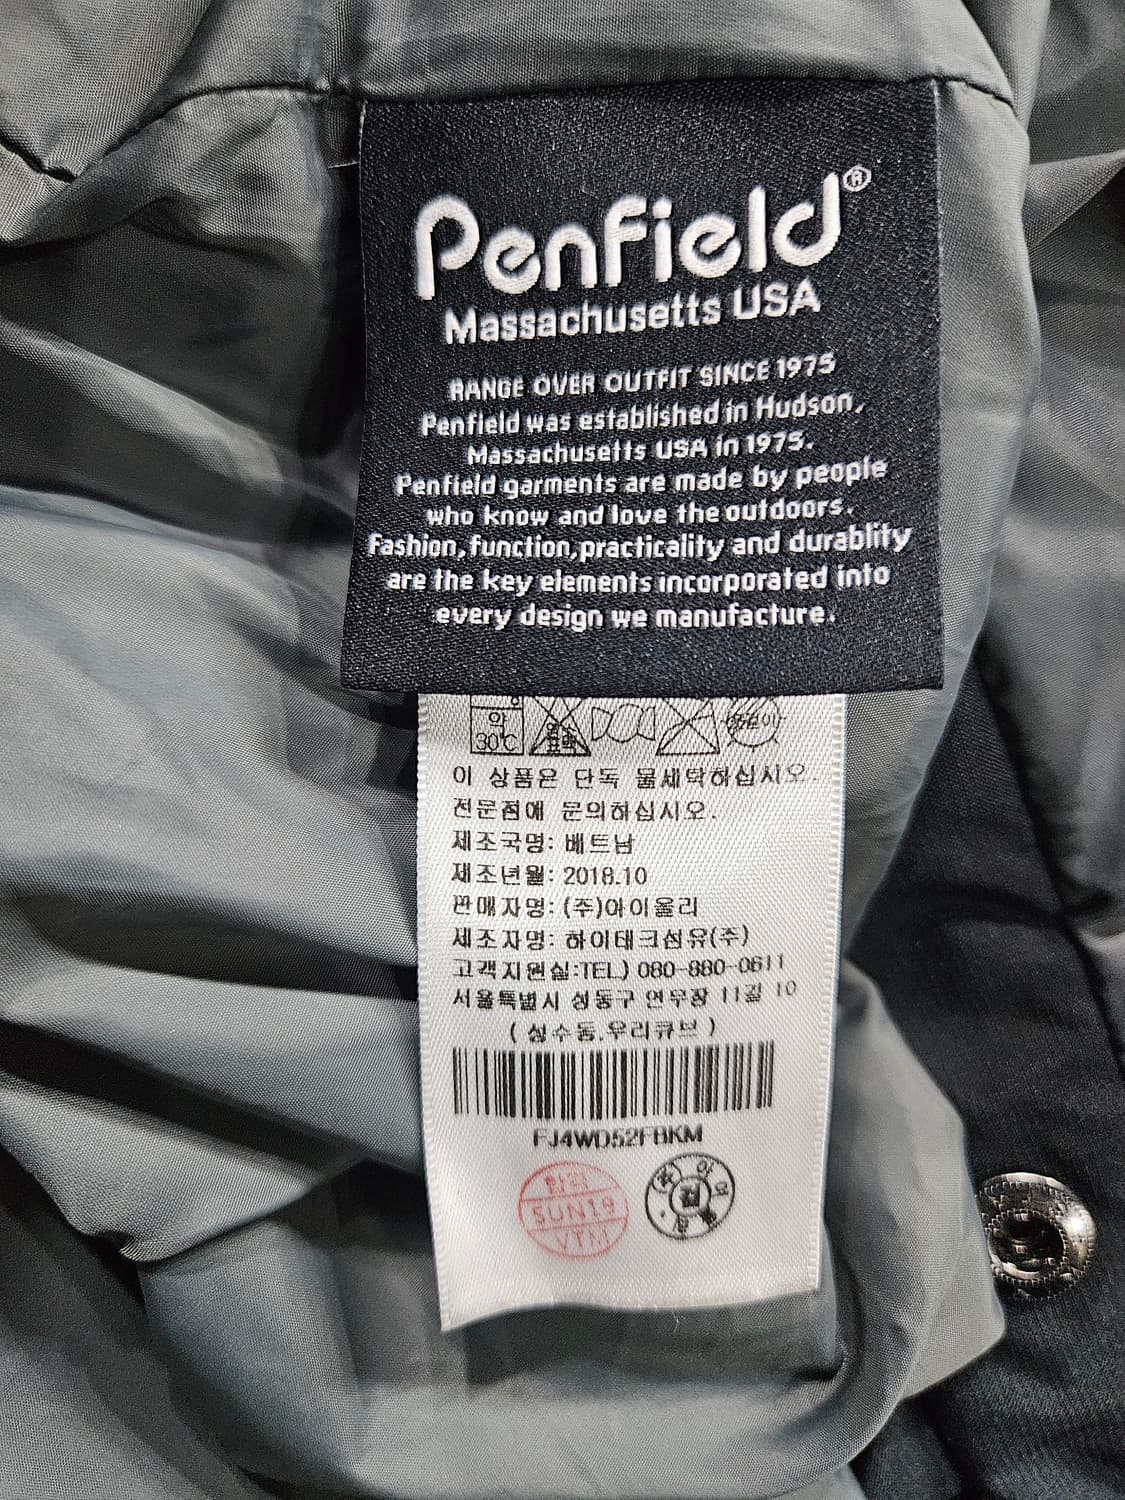 Penfield®
Massachusetts USA
RANGE OVER OUTFIT SINCE 1975
Penfield was established in Hudson,
Massachusetts USA in 1975.
Penfield garments are made by people
who know and love the outdoors.
Fashion, function, practicality and durablity
are the key elements incorporated into
every design we manufacture.
약
30℃
이 상품은 단독 물세탁하십시오.
전문점에 문의하십시오.
제조국명: 베트남
제조년월: 2018.10
판매자명: (주)아이올리
제조자명: 하이테크섬유(주)
고객지원실:TEL) 080-880-0611
서울특별시 성동구 연무장 11길 10
( 성수동.우리큐브 )
FJ4WD52FBKM
합격
SUN19
VTM